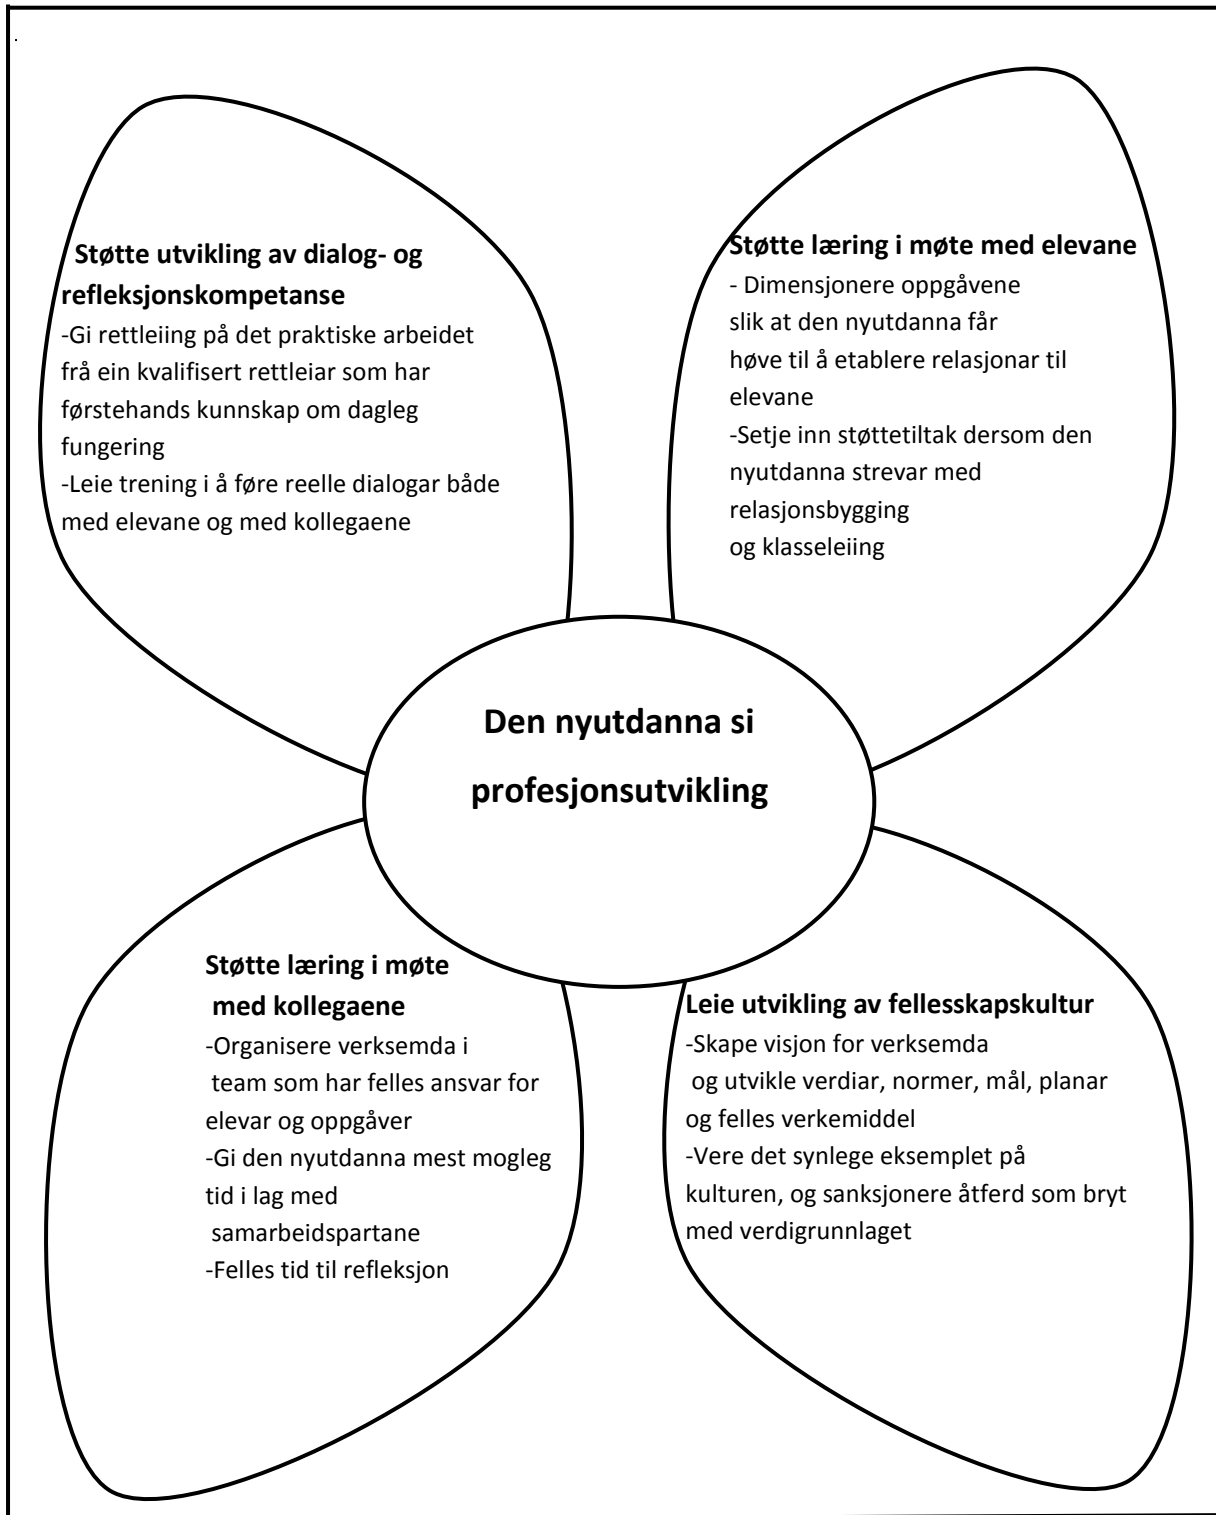 Støtte utvikling av dialog- og
refleksjonskompetanse
-Gi rettleiing på det praktiske arbeidet
frå ein kvalifisert rettleiar som har
førstehands kunnskap om dagleg
fungering
-Leie trening i å føre reelle dialogar både
med elevane og med kollegaene
Støtte læring i møte med elevane
- Dimensjonere oppgåvene
slik at den nyutdanna får
høve til å etablere relasjonar til
elevane
-Setje inn støttetiltak dersom den
nyutdanna strevar med
relasjonsbygging
og klasseleiing
Den nyutdanna si
profesjonsutvikling
Støtte læring i møte
med kollegaene
-Organisere verksemda i
team som har felles ansvar for
elevar og oppgåver
-Gi den nyutdanna mest mogleg
tid i lag med
samarbeidspartane
-Felles tid til refleksjon
Leie utvikling av fellesskapskultur
-Skape visjon for verksemda
og utvikle verdiar, normer, mål, planar
og felles verkemiddel
-Vere det synlege eksemplet på
kulturen, og sanksjonere åtferd som bryt
med verdigrunnlaget